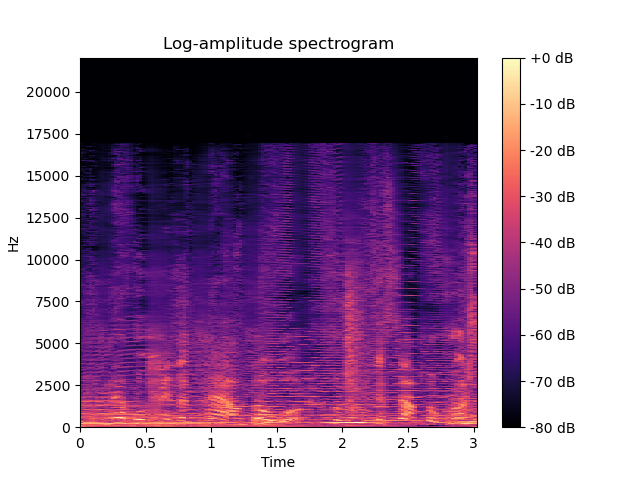 Log-amplitude spectrogram
Hz
20000
17500
15000
12500
10000
7500
5000
2500
0
0 0.5 1 1.5 2 2.5 3
Time
+0 dB
-10 dB
-20 dB
-30 dB
-40 dB
-50 dB
-60 dB
-70 dB
-80 dB